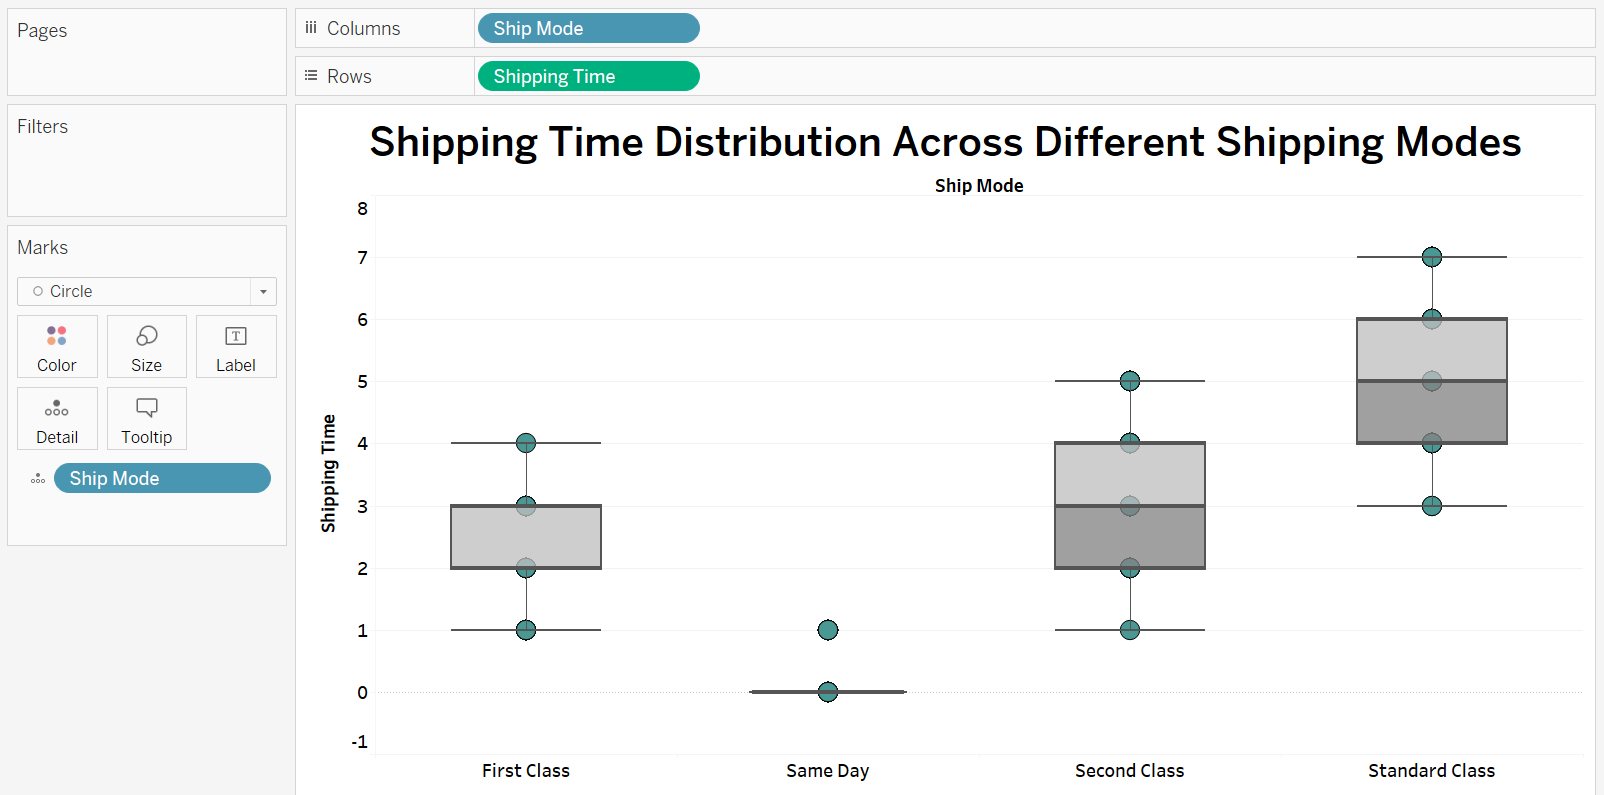 Pages
Columns
Ship Mode
Rows
Shipping Time
Filters
Marks
Circle
Color
Size
T
Label
Detail
Tooltip
Ship Mode
Shipping Time Distribution Across Different Shipping Modes
Ship Mode
Shipping Time
8
7
6
5
4
3
2
1
0
-1
First Class
Same Day
Second Class
Standard Class